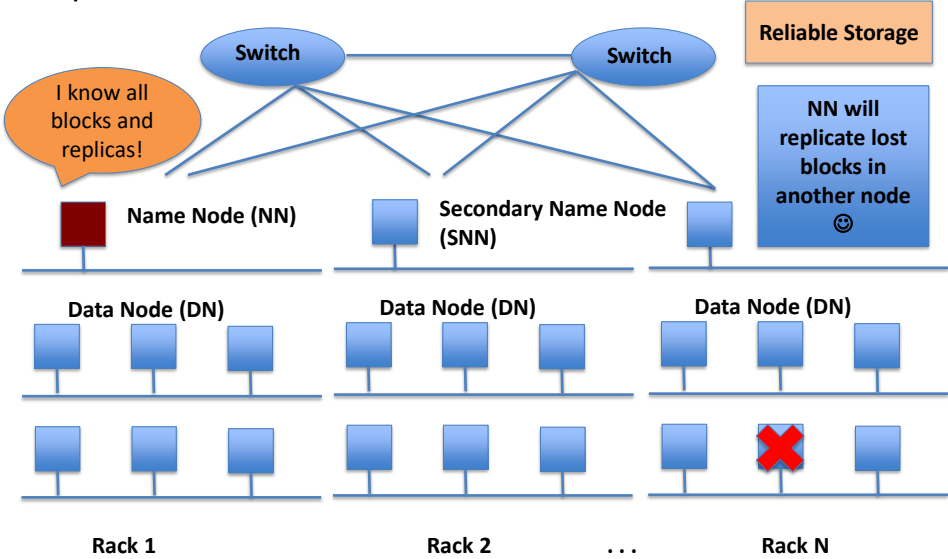 Switch
Switch
Reliable Storage
I know all
blocks and
replicas!
NN will
replicate lost
blocks in
another node
☺
Name Node (NN)
Secondary Name Node
(SNN)
Data Node (DN)
Data Node (DN)
Data Node (DN)
Rack 1
Rack 2
. . .
Rack N